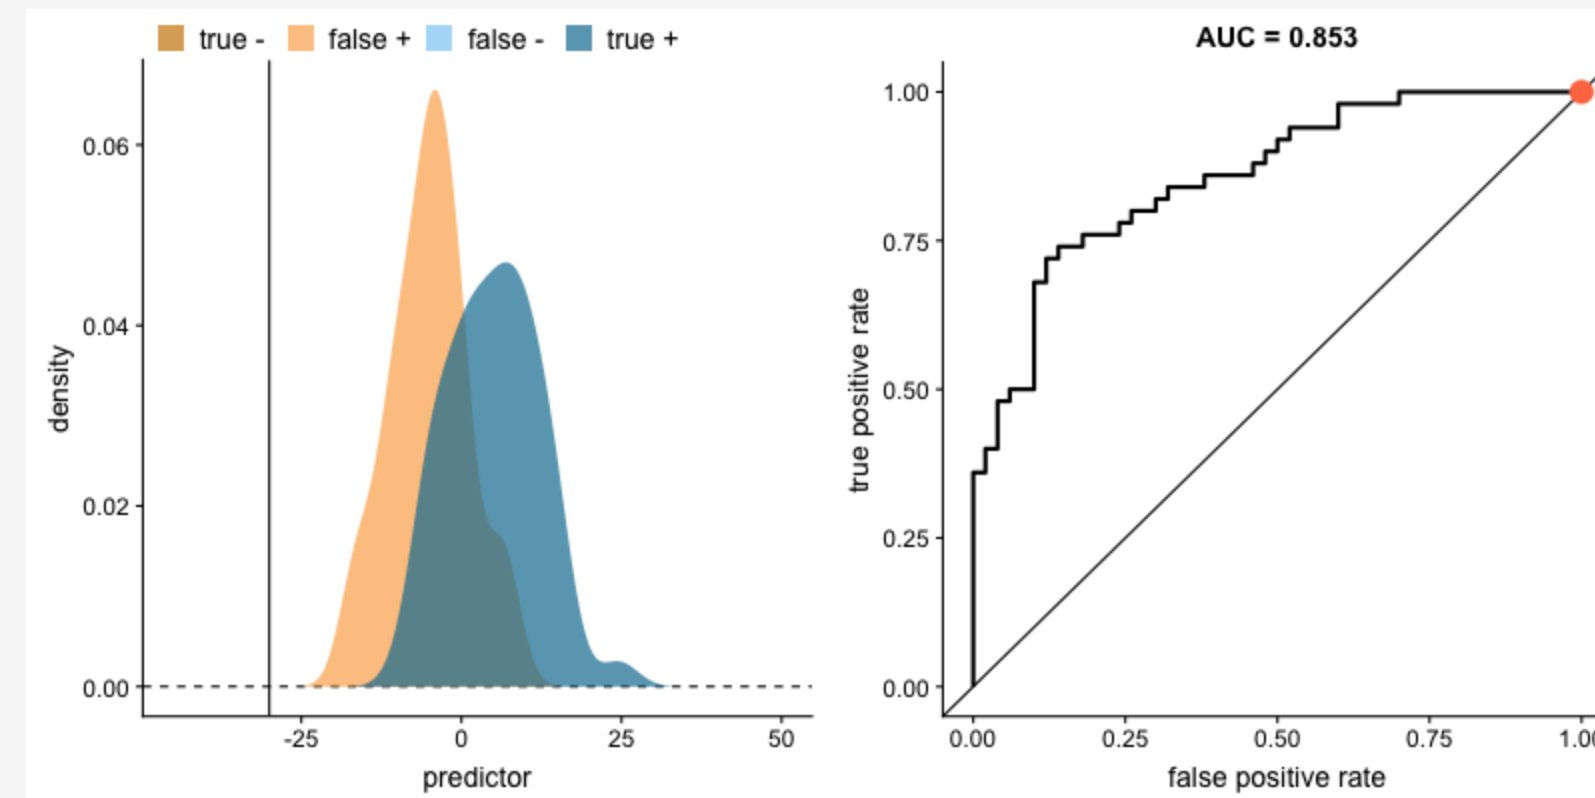 true - false + false - true +
0.06
0.04
0.02
0.00
density
-25 0 25 50
predictor
AUC = 0.853
1.00
0.75
0.50
0.25
0.00
true positive rate
0.00 0.25 0.50 0.75 1.00
false positive rate